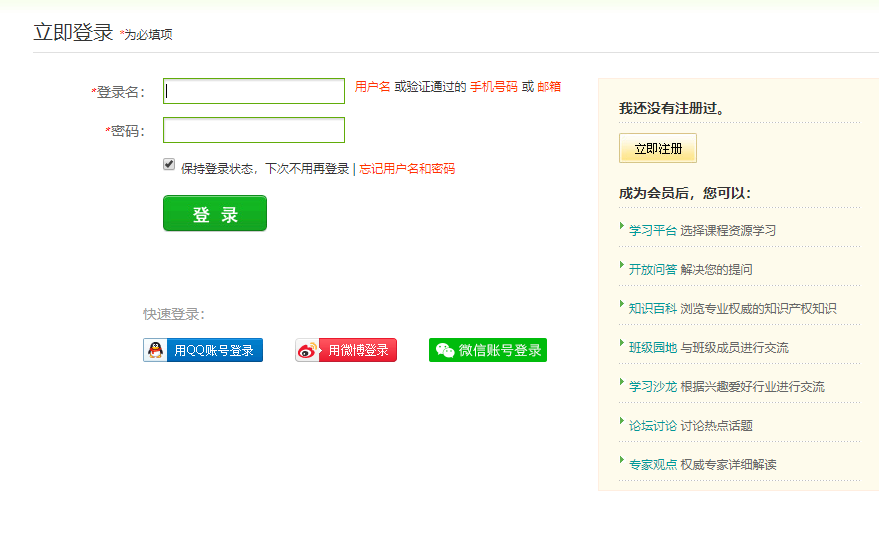 立即登录 *为必填项
*登录名： 用户名 或验证通过的 手机号码 或 邮箱
*密码：
保持登录状态，下次不用再登录 | 忘记用户名和密码
登 录
快速登录：
用QQ账号登录 用微博登录 微信账号登录
我还没有注册过。
立即注册
成为会员后，您可以：
学习平台 选择课程资源学习
开放问答 解决您的提问
知识百科 浏览专业权威的知识产权知识
班级园地 与班级成员进行交流
学习沙龙 根据兴趣爱好行业进行交流
论坛讨论 讨论热点话题
专家观点 权威专家详细解读